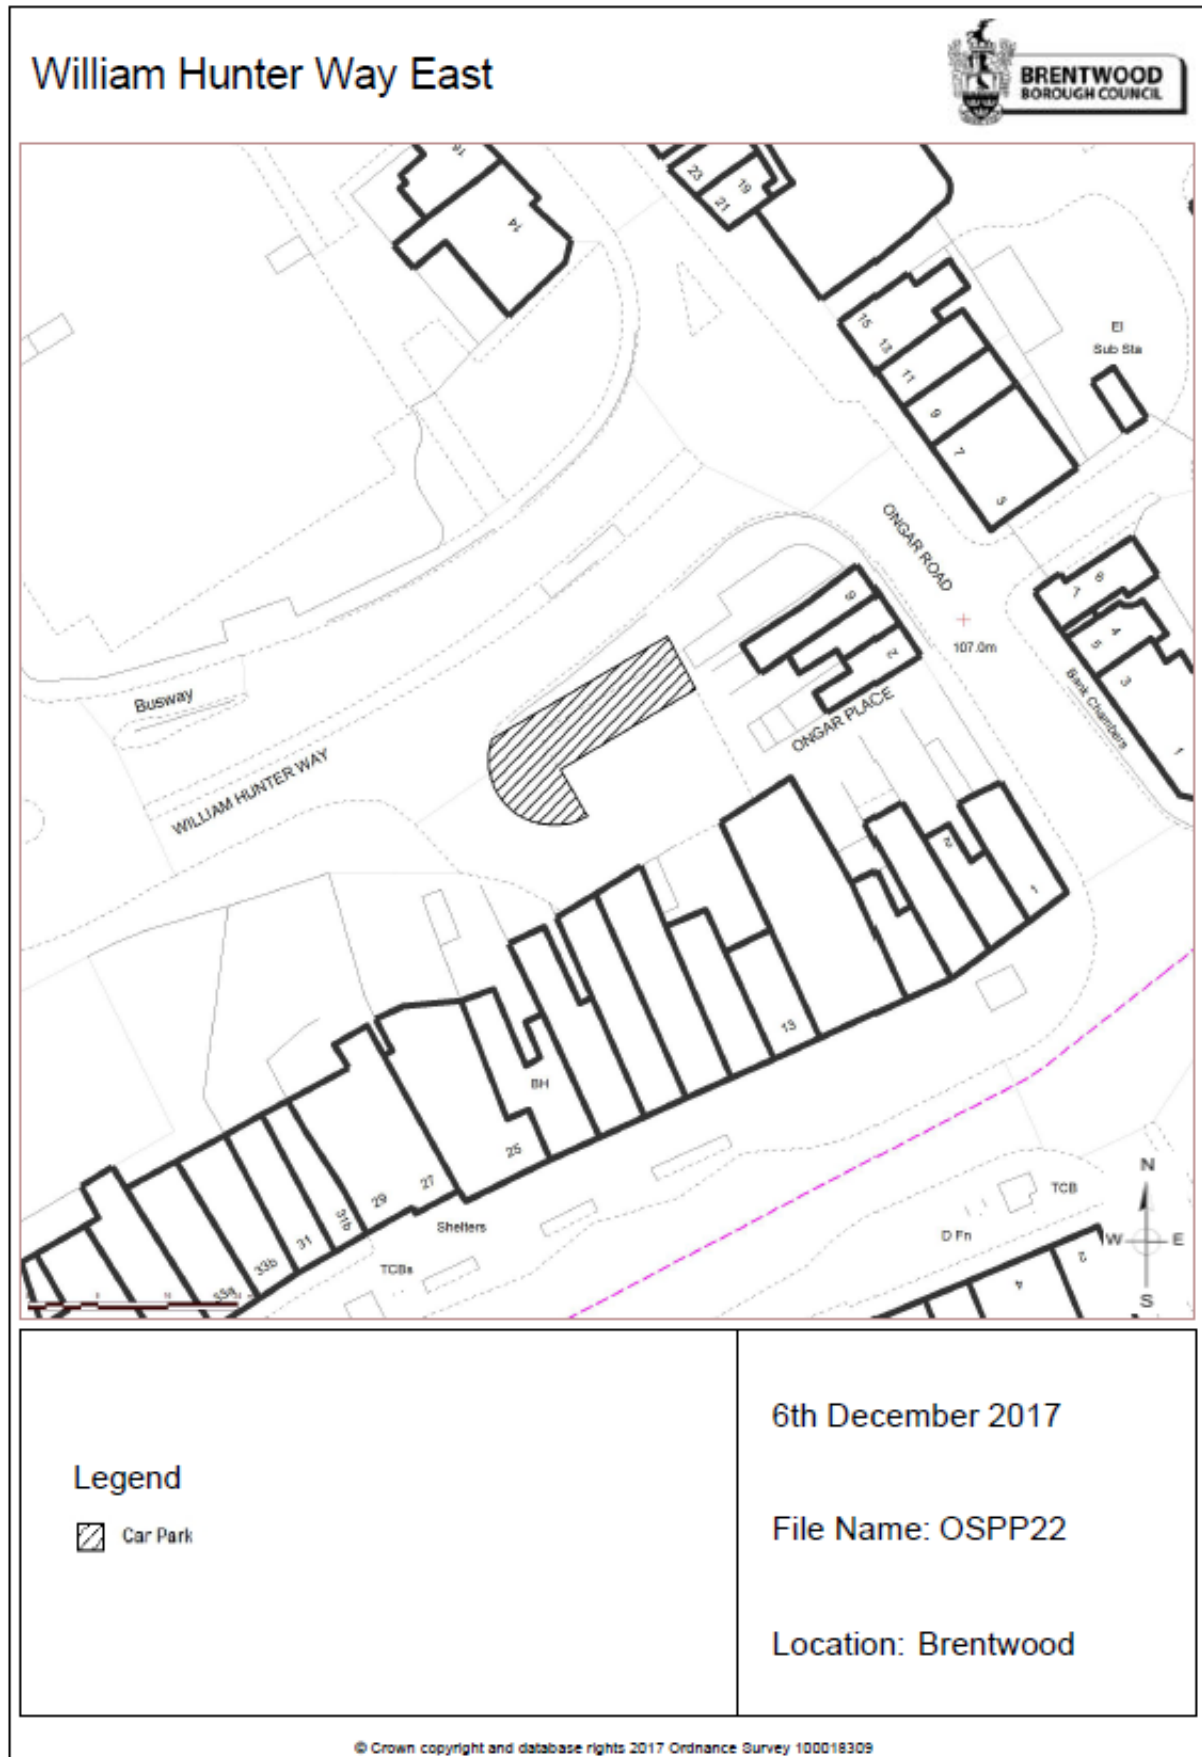 William Hunter Way East
BRENTWOOD
BOROUGH COUNCIL
16
14
23
19
21
15
13
11
9
7
5
El
Sub Sta
ONGAR ROAD
107.0m
6
2
ONGAR PLACE
8
7
4
5
3
1
Bank Chambers
Busway
WILLIAM HUNTER WAY
2
1
13
BH
25
27
29
31b
31
33b
33a
Shelters
TCBs
TCB
D Fn
2
4
N
W
E
S
Legend
Car Park
6th December 2017
File Name: OSPP22
Location: Brentwood
© Crown copyright and database rights 2017 Ordnance Survey 100018309